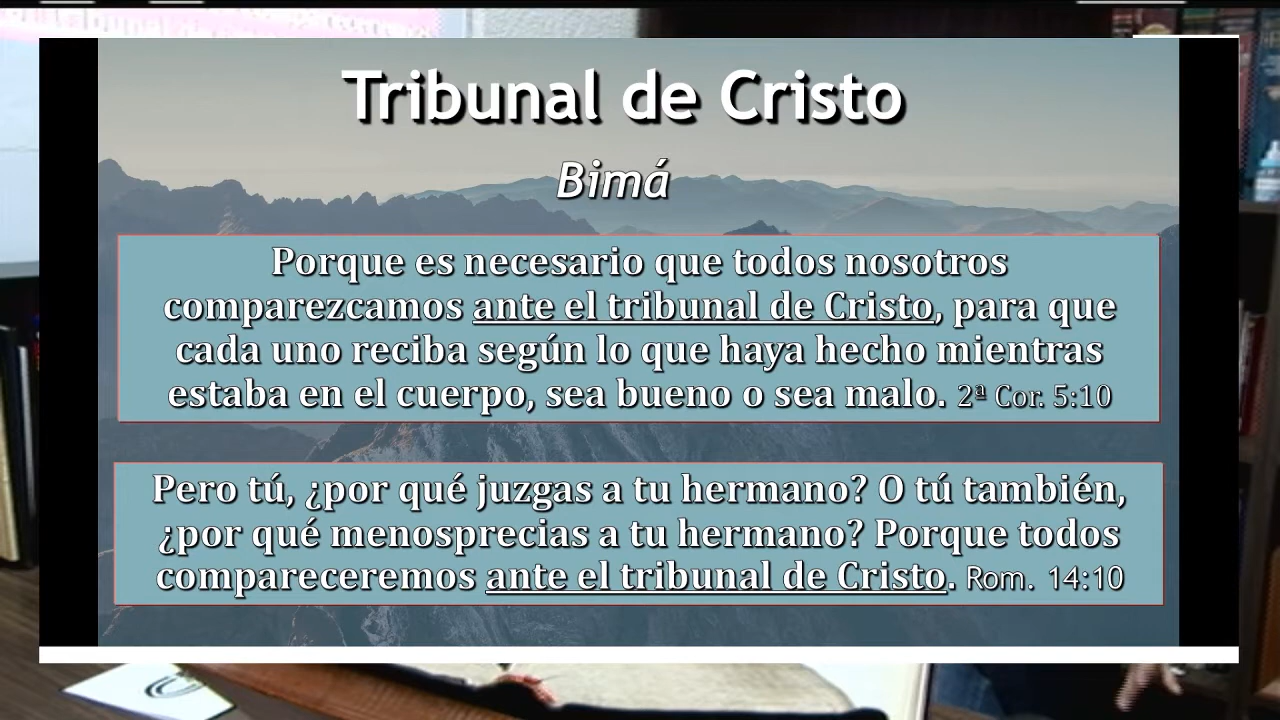 Tribunal de Cristo
Bimá
Porque es necesario que todos nosotros
comparezcamos ante el tribunal de Cristo, para que
cada uno reciba según lo que haya hecho mientras
estaba en el cuerpo, sea bueno o sea malo. 2ª Cor. 5:10
Pero tú, ¿por qué juzgas a tu hermano? O tú también,
¿por qué menosprecias a tu hermano? Porque todos
compareceremos ante el tribunal de Cristo. Rom. 14:10